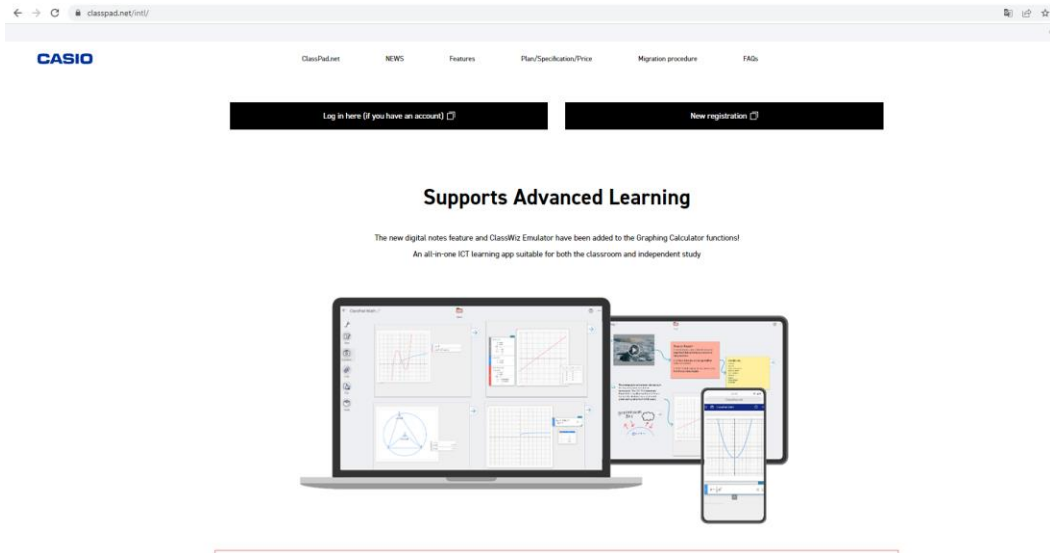 classpad.net/intl/
CASIO
ClassPad.net
NEWS
Features
Plan/Specification/Price
Migration procedure
FAQs
Log in here (if you have an account)
New registration
Supports Advanced Learning
The new digital notes feature and ClassWiz Emulator have been added to the Graphing Calculator functions!
An all-in-one ICT learning app suitable for both the classroom and independent study